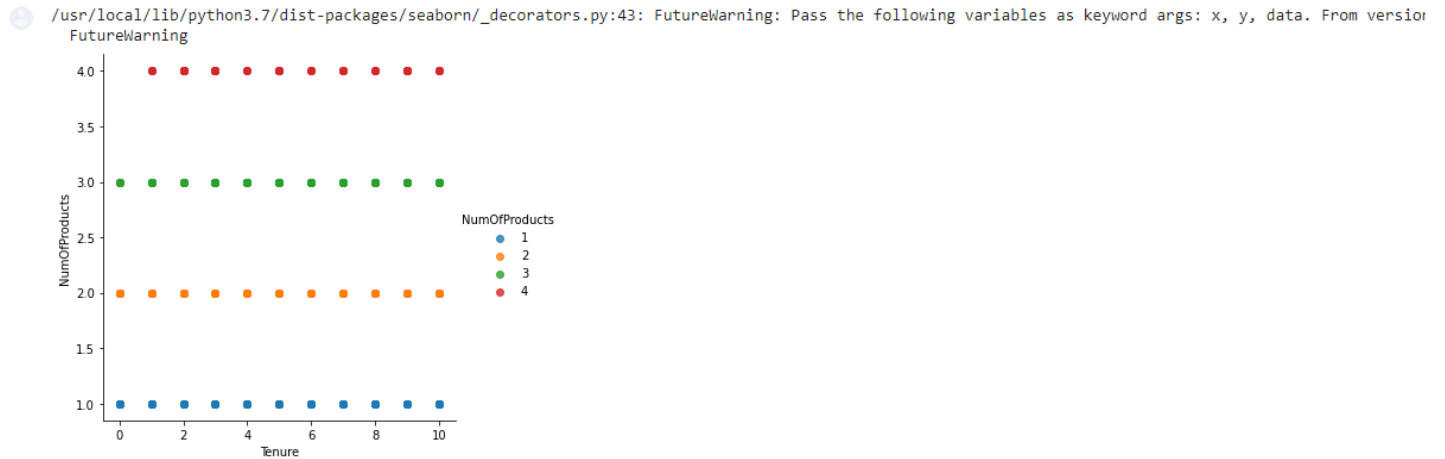 /usr/local/lib/python3.7/dist-packages/seaborn/_decorators.py:43: FutureWarning: Pass the following variables as keyword args: x, y, data. From version
FutureWarning
4.0
3.5
3.0
2.5
2.0
1.5
1.0
NumOfProducts
0 2 4 6 8 10
Tenure
NumOfProducts
1
2
3
4